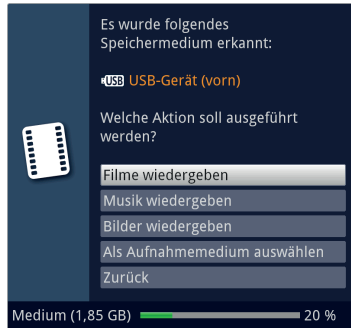 Es wurde folgendes
Speichermedium erkannt:
USB USB-Gerät (vorn)
Welche Aktion soll ausgeführt
werden?
Filme wiedergeben
Musik wiedergeben
Bilder wiedergeben
Als Aufnahmemedium auswählen
Zurück
Medium (1,85 GB) 20 %